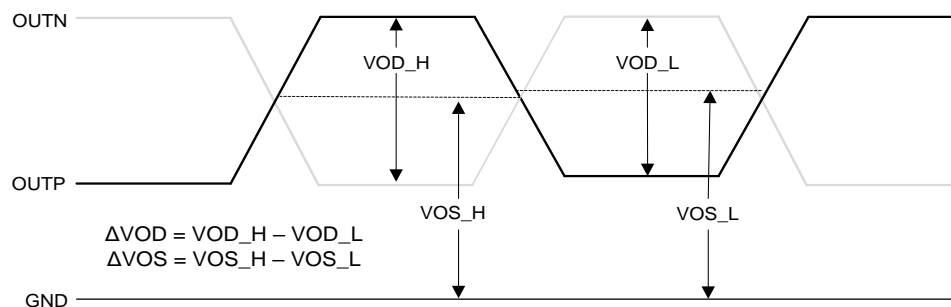 OUTN
VOD_H
VOD_L
OUTP
VOS_H
VOS_L
ΔVOD = VOD_H – VOD_L
ΔVOS = VOS_H – VOS_L
GND